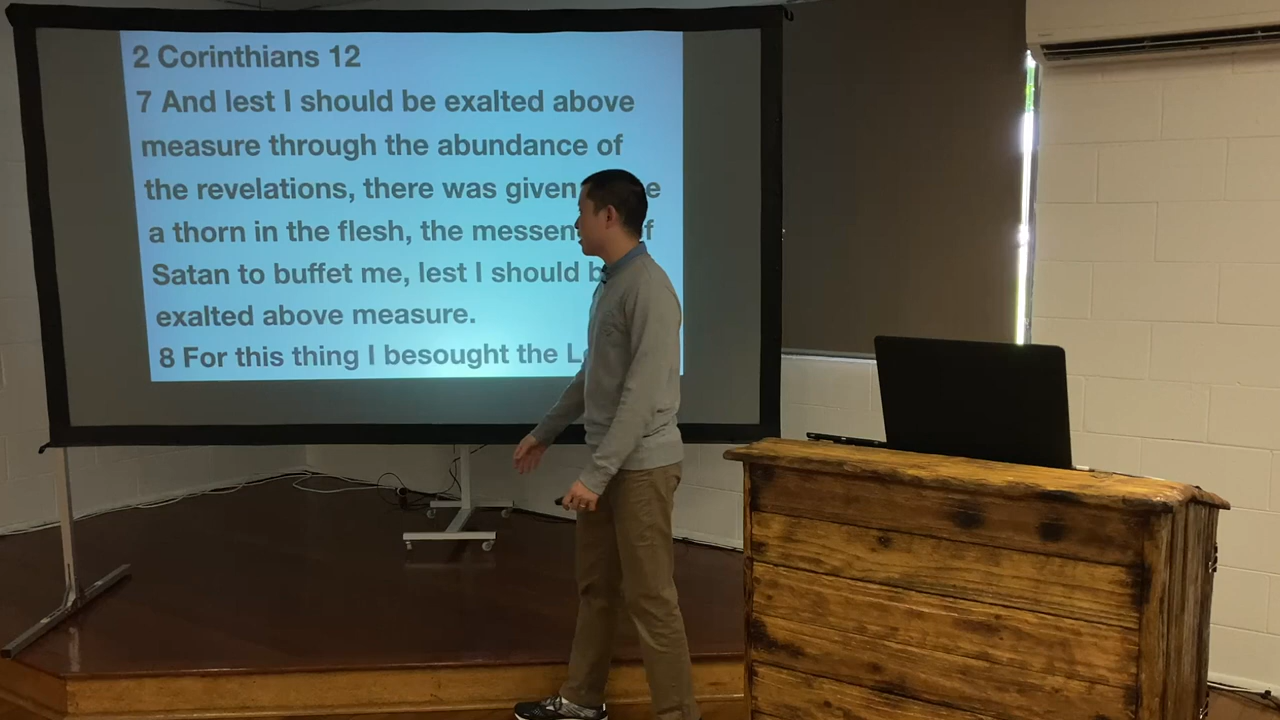 2 Corinthians 12
7 And lest I should be exalted above
measure through the abundance of
the revelations, there was given
a thorn in the flesh, the
Satan to buffet me, lest I should
exalted above measure.
8 For this thing I besought the